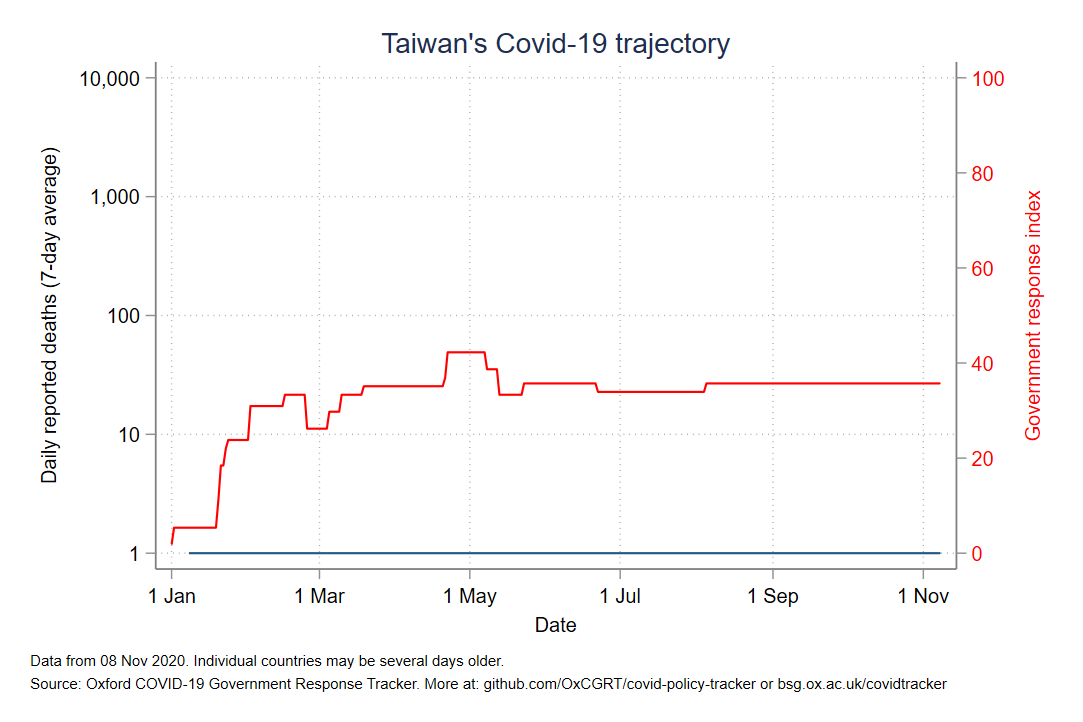 Taiwan's Covid-19 trajectory
10,000
1,000
100
10
1
Daily reported deaths (7-day average)
100
80
60
40
20
0
Government response index
1 Jan
1 Mar
1 May
1 Jul
1 Sep
1 Nov
Date
Data from 08 Nov 2020. Individual countries may be several days older.
Source: Oxford COVID-19 Government Response Tracker. More at: github.com/OxCGRT/covid-policy-tracker or bsg.ox.ac.uk/covidtracker